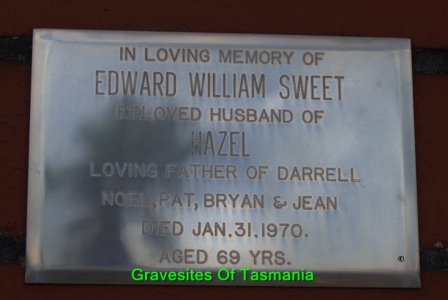 IN LOVING MEMORY OF
EDWARD WILLIAM SWEET
BELOVED HUSBAND OF
HAZEL
LOVING FATHER OF DARRELL
NOEL, PAT, BRYAN & JEAN
DIED JAN. 31. 1970.
AGED 69 YRS.
©
Gravesites Of Tasmania